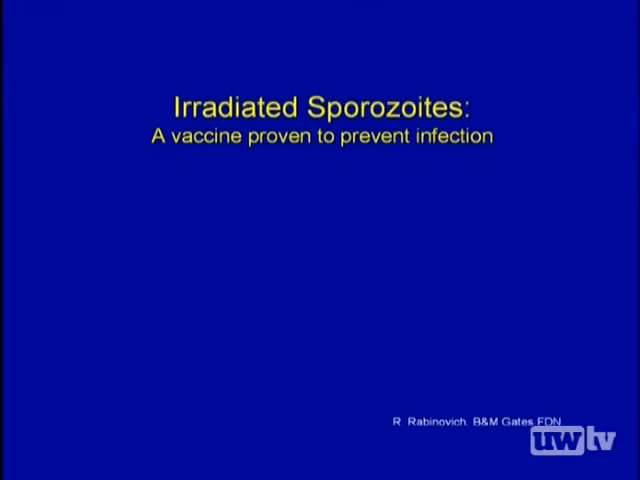 Irradiated Sporozoites:
A vaccine proven to prevent infection
R. Rabinovich. B&M Gates FDN
uwtv